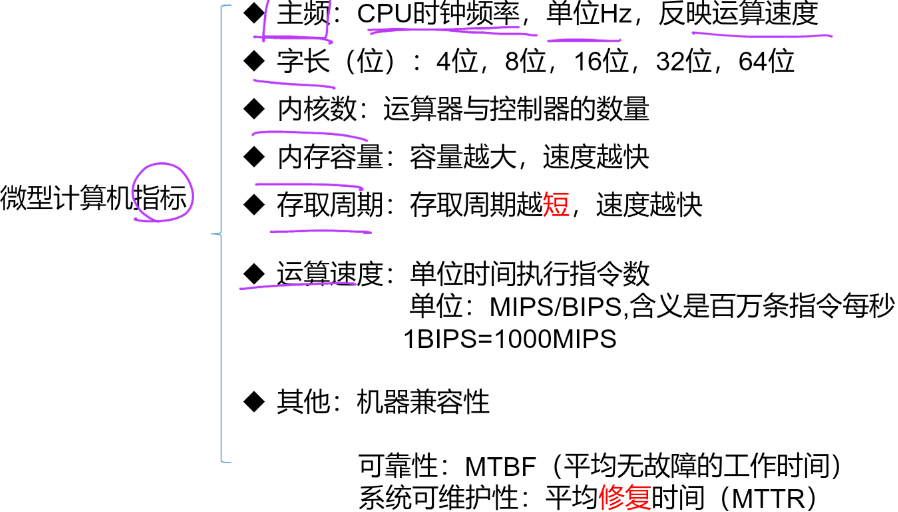 ◆ 主频：CPU时钟频率，单位Hz，反映运算速度
◆ 字长（位）：4位，8位，16位，32位，64位
◆ 内核数：运算器与控制器的数量
◆ 内存容量：容量越大，速度越快
微型计算机指标
◆ 存取周期：存取周期越短，速度越快
◆ 运算速度：单位时间执行指令数
单位：MIPS/BIPS,含义是百万条指令每秒
1BIPS=1000MIPS
◆ 其他：机器兼容性
可靠性：MTBF（平均无故障的工作时间）
系统可维护性：平均修复时间（MTTR）